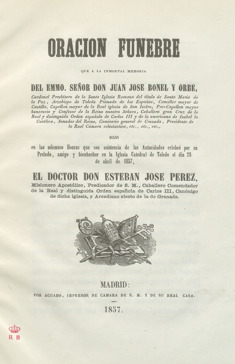 ORACION FUNEBRE
QUE A LA INMORTAL MEMORIA
DEL EMMO. SEÑOR DON JUAN JOSE BONEL Y ORBE,
Cardenal Presbítero de la Santa Iglesia Romana del título de Santa María de
la Paz, Arzobispo de Toledo Primado de las Españas, Canciller mayor de
Castilla, Capellan mayor de la Real iglesia de San Isidro, Pro-Capellan mayor
honorario y Confesor de la Reina nuestra Señora, Caballero gran Cruz de la
Real y distinguida Orden española de Carlos III y de la americana de Isabel la
Católica, Senador del Reino, Comisario general de Cruzada, Presidente de
la Real Cámara eclesiástica, etc., etc., etc.,
DIJO
en las solemnes Honras que con asistencia de las Autoridades celebró por su
Prelado, amigo y bienhechor en la Iglesia Catedral de Toledo el dia 25
de abril de 1857,
EL DOCTOR DON ESTEBAN JOSE PEREZ,
Misionero Apostólico, Predicador de S. M., Caballero Comendador
de la Real y distinguida Orden española de Carlos III, Canónigo
de dicha iglesia, y Arcediano electo de la de Granada.
MADRID:
POR AGUADO, IMPRESOR DE CAMARA DE S. M. Y DE SU REAL CASA.
1857.